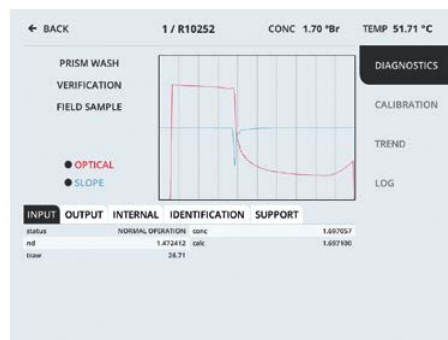 ← BACK 1 / R10252 CONC 1.70 °Br TEMP 51.71 °C
PRISM WASH
VERIFICATION
FIELD SAMPLE
OPTICAL
SLOPE
DIAGNOSTICS
CALIBRATION
TREND
LOG
INPUT OUTPUT INTERNAL IDENTIFICATION SUPPORT
status NORMAL OPERATION conc 1.697057
nd 1.472412 calc 1.697100
traw 26.71